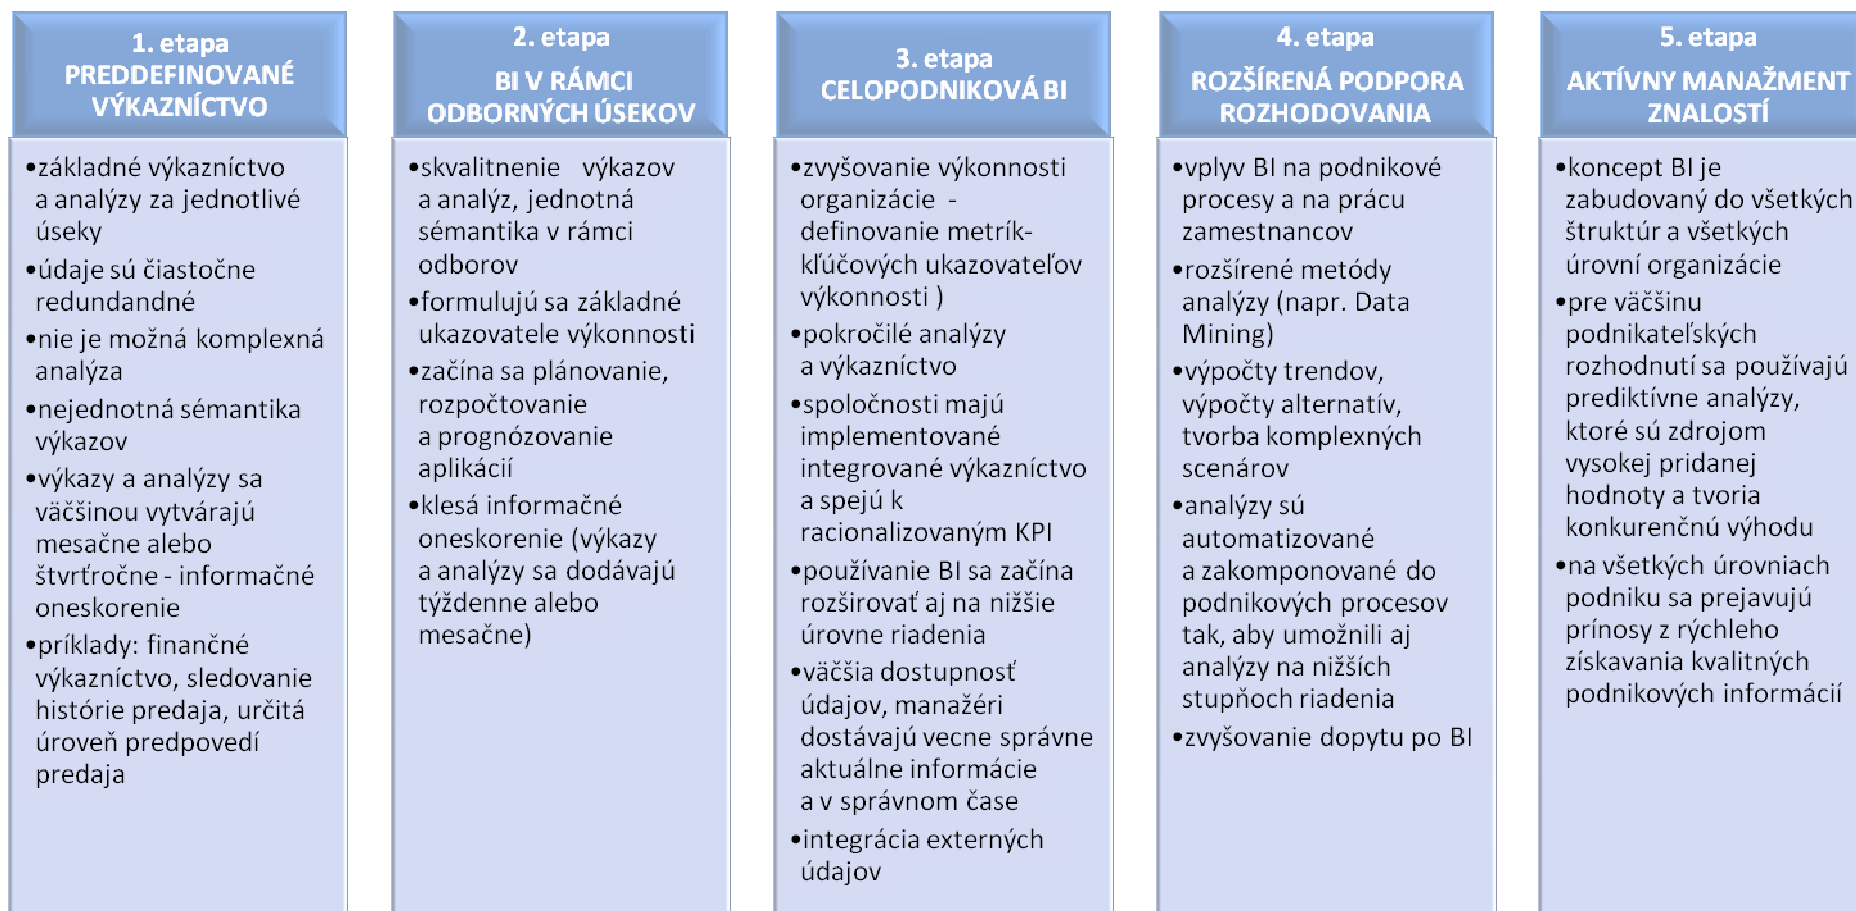 1. etapa
PREDDEFINOVANÉ
VÝKAZNÍCTVO
•základné výkazníctvo
a analýzy za jednotlivé
úseky
•údaje sú čiastočne
redundandné
•nie je možná komplexná
analýza
•nejednotná sémantika
výkazov
•výkazy a analýzy sa
väčšinou vytvárajú
mesačne alebo
štvrťročne - informačné
oneskorenie
•príklady: finančné
výkazníctvo, sledovanie
histórie predaja, určitá
úroveň predpovedí
predaja
2. etapa
BI V RÁMCI
ODBORNÝCH ÚSEKOV
•skvalitnenie výkazov
a analýz, jednotná
sémantika v rámci
odborov
•formulujú sa základné
ukazovatele výkonnosti
•začína sa plánovanie,
rozpočtovanie
a prognózovanie
aplikácií
•klesá informačné
oneskorenie (výkazy
a analýzy sa dodávajú
týždenne alebo
mesačne)
3. etapa
CELOPODNIKOVÁ BI
•zvyšovanie výkonnosti
organizácie -
definovanie metrík-
kľúčových ukazovateľov
výkonnosti )
•pokročilé analýzy
a výkazníctvo
•spoločnosti majú
implementované
integrované výkazníctvo
a spejú k
racionalizovaným KPI
•používanie BI sa začína
rozširovať aj na nižšie
úrovne riadenia
•väčšia dostupnosť
údajov, manažéri
dostávajú vecne správne
aktuálne informácie
a v správnom čase
•integrácia externých
údajov
4. etapa
ROZŠÍRENÁ PODPORA
ROZHODOVANIA
•vplyv BI na podnikové
procesy a na prácu
zamestnancov
•rozšírené metódy
analýzy (napr. Data
Mining)
•výpočty trendov,
výpočty alternatív,
tvorba komplexných
scenárov
•analýzy sú
automatizované
a zakomponované do
podnikových procesov
tak, aby umožnili aj
analýzy na nižších
stupňoch riadenia
•zvyšovanie dopytu po BI
5. etapa
AKTÍVNY MANAŽMENT
ZNALOSTÍ
•koncept BI je
zabudovaný do všetkých
štruktúr a všetkých
úrovní organizácie
•pre väčšinu
podnikateľských
rozhodnutí sa používajú
prediktívne analýzy,
ktoré sú zdrojom
vysokej pridanej
hodnoty a tvoria
konkurenčnú výhodu
•na všetkých úrovniach
podniku sa prejavujú
prínosy z rýchleho
získavania kvalitných
podnikových informácií